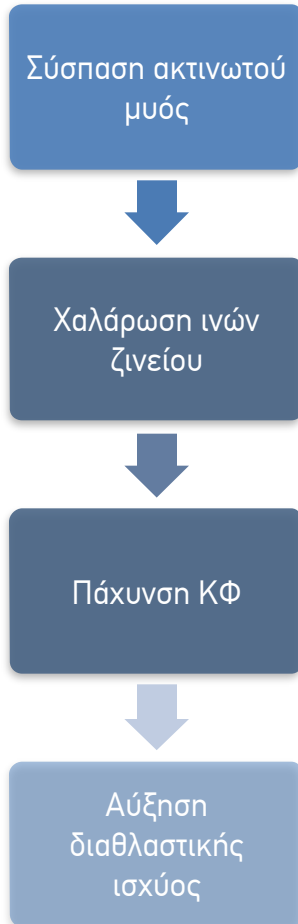 Σύσπαση ακτινωτού
μυός
Χαλάρωση ινών
ζινείου
Πάχυνση ΚΦ
Αύξηση
διαθλαστικής
ισχύος